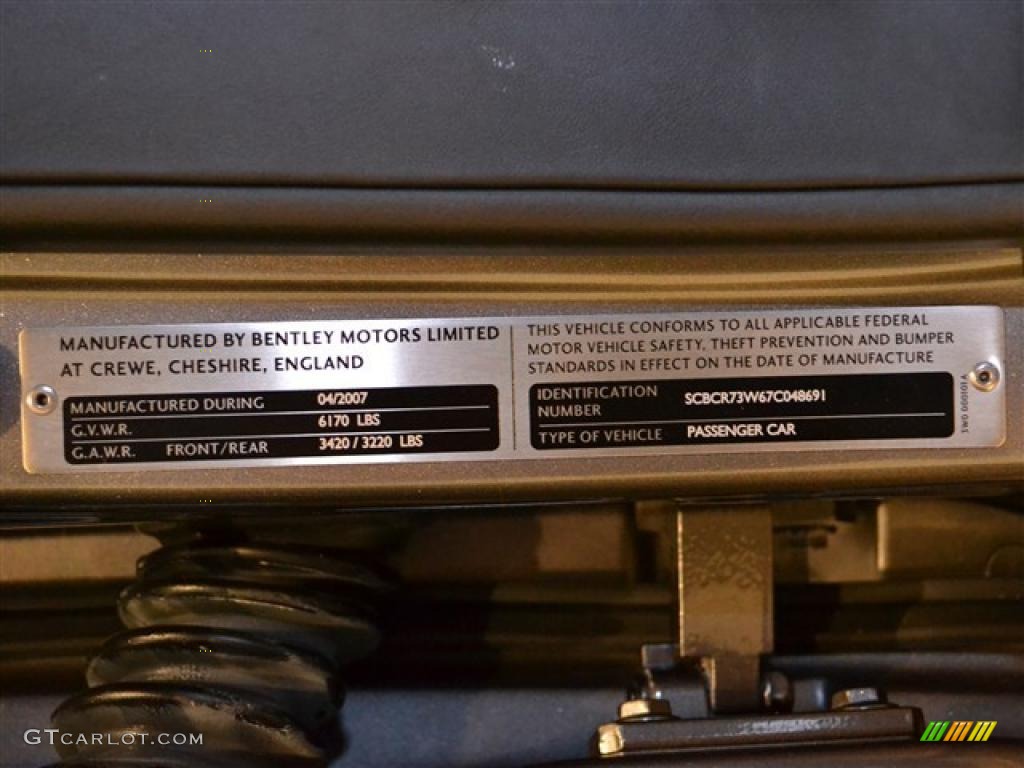 MANUFACTURED BY BENTLEY MOTORS LIMITED
AT CREWE, CHESHIRE, ENGLAND
MANUFACTURED DURING 04/2007
G.V.W.R. 6170 LBS
G.A.W.R. FRONT/REAR 3420 / 3220 LBS
THIS VEHICLE CONFORMS TO ALL APPLICABLE FEDERAL
MOTOR VEHICLE SAFETY, THEFT PREVENTION AND BUMPER
STANDARDS IN EFFECT ON THE DATE OF MANUFACTURE
IDENTIFICATION
NUMBER SCBCR73W67C048691
TYPE OF VEHICLE PASSENGER CAR
3W0 000101A
GTCARLOT.COM